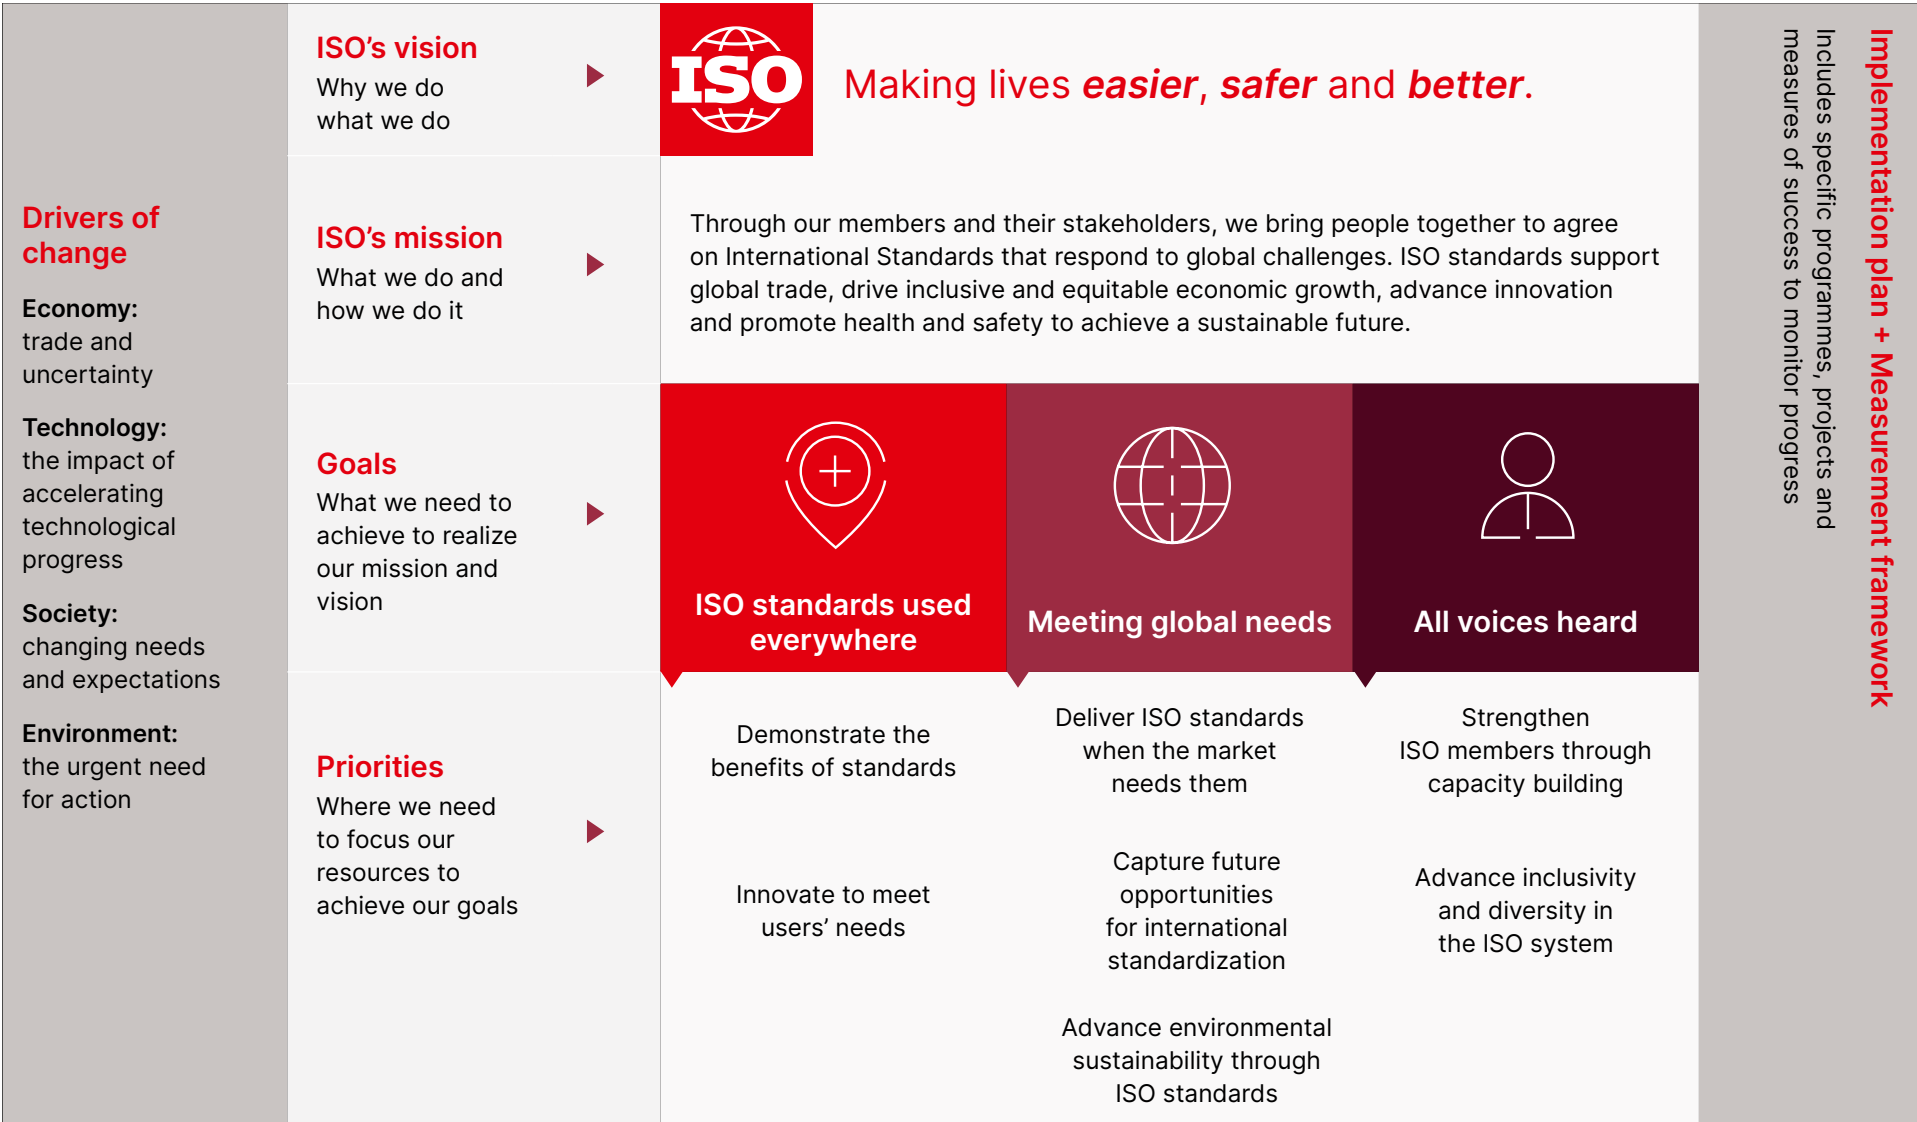 Drivers of
change
Economy:
trade and
uncertainty
Technology:
the impact of
accelerating
technological
progress
Society:
changing needs
and expectations
Environment:
the urgent need
for action
ISO’s vision
Why we do
what we do
ISO
Making lives easier, safer and better.
ISO’s mission
What we do and
how we do it
Through our members and their stakeholders, we bring people together to agree
on International Standards that respond to global challenges. ISO standards support
global trade, drive inclusive and equitable economic growth, advance innovation
and promote health and safety to achieve a sustainable future.
Goals
What we need to
achieve to realize
our mission and
vision
ISO standards used
everywhere
Meeting global needs
All voices heard
Priorities
Where we need
to focus our
resources to
achieve our goals
Demonstrate the
benefits of standards
Innovate to meet
users’ needs
Deliver ISO standards
when the market
needs them
Capture future
opportunities
for international
standardization
Advance environmental
sustainability through
ISO standards
Strengthen
ISO members through
capacity building
Advance inclusivity
and diversity in
the ISO system
Implementation plan + Measurement framework
Includes specific programmes, projects and
measures of success to monitor progress